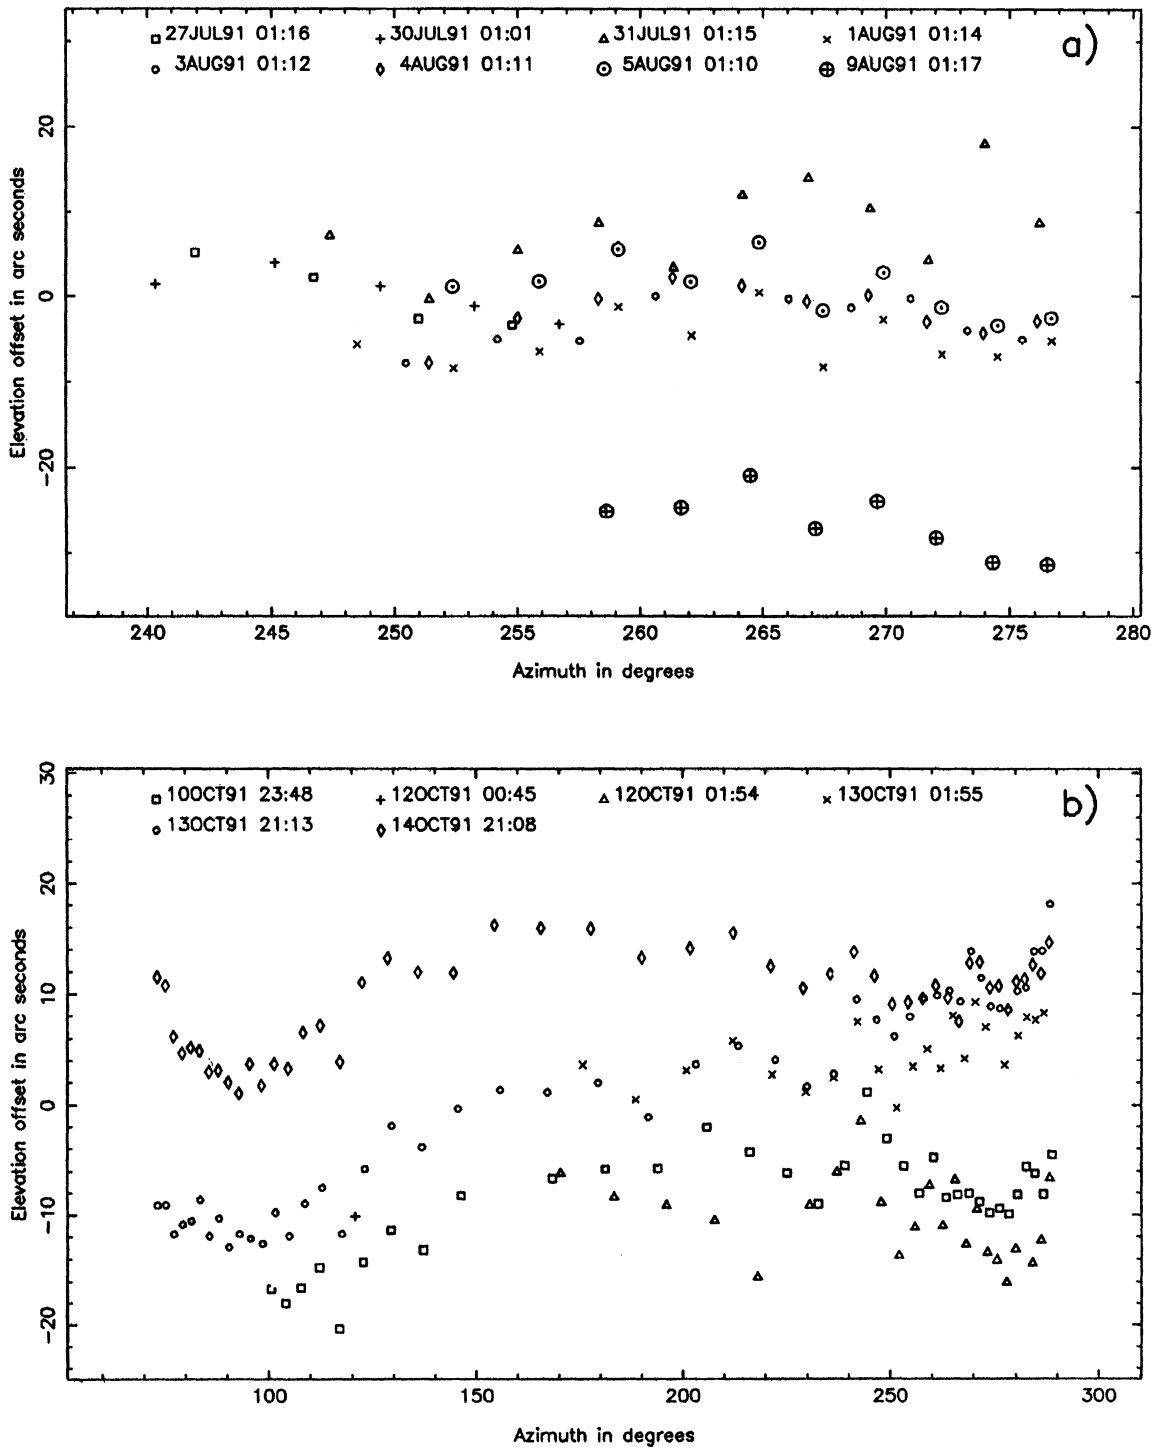 27JUL91 01:16 30JUL91 01:01 31JUL91 01:15 1AUG91 01:14
3AUG91 01:12 4AUG91 01:11 5AUG91 01:10 9AUG91 01:17
a)
20
0
-20
Elevation offset in arc seconds
240 245 250 255 260 265 270 275 280
Azimuth in degrees
10OCT91 23:48 12OCT91 00:45 12OCT91 01:54 13OCT91 01:55
13OCT91 21:13 14OCT91 21:08
b)
30
20
10
0
-10
-20
Elevation offset in arc seconds
100 150 200 250 300
Azimuth in degrees